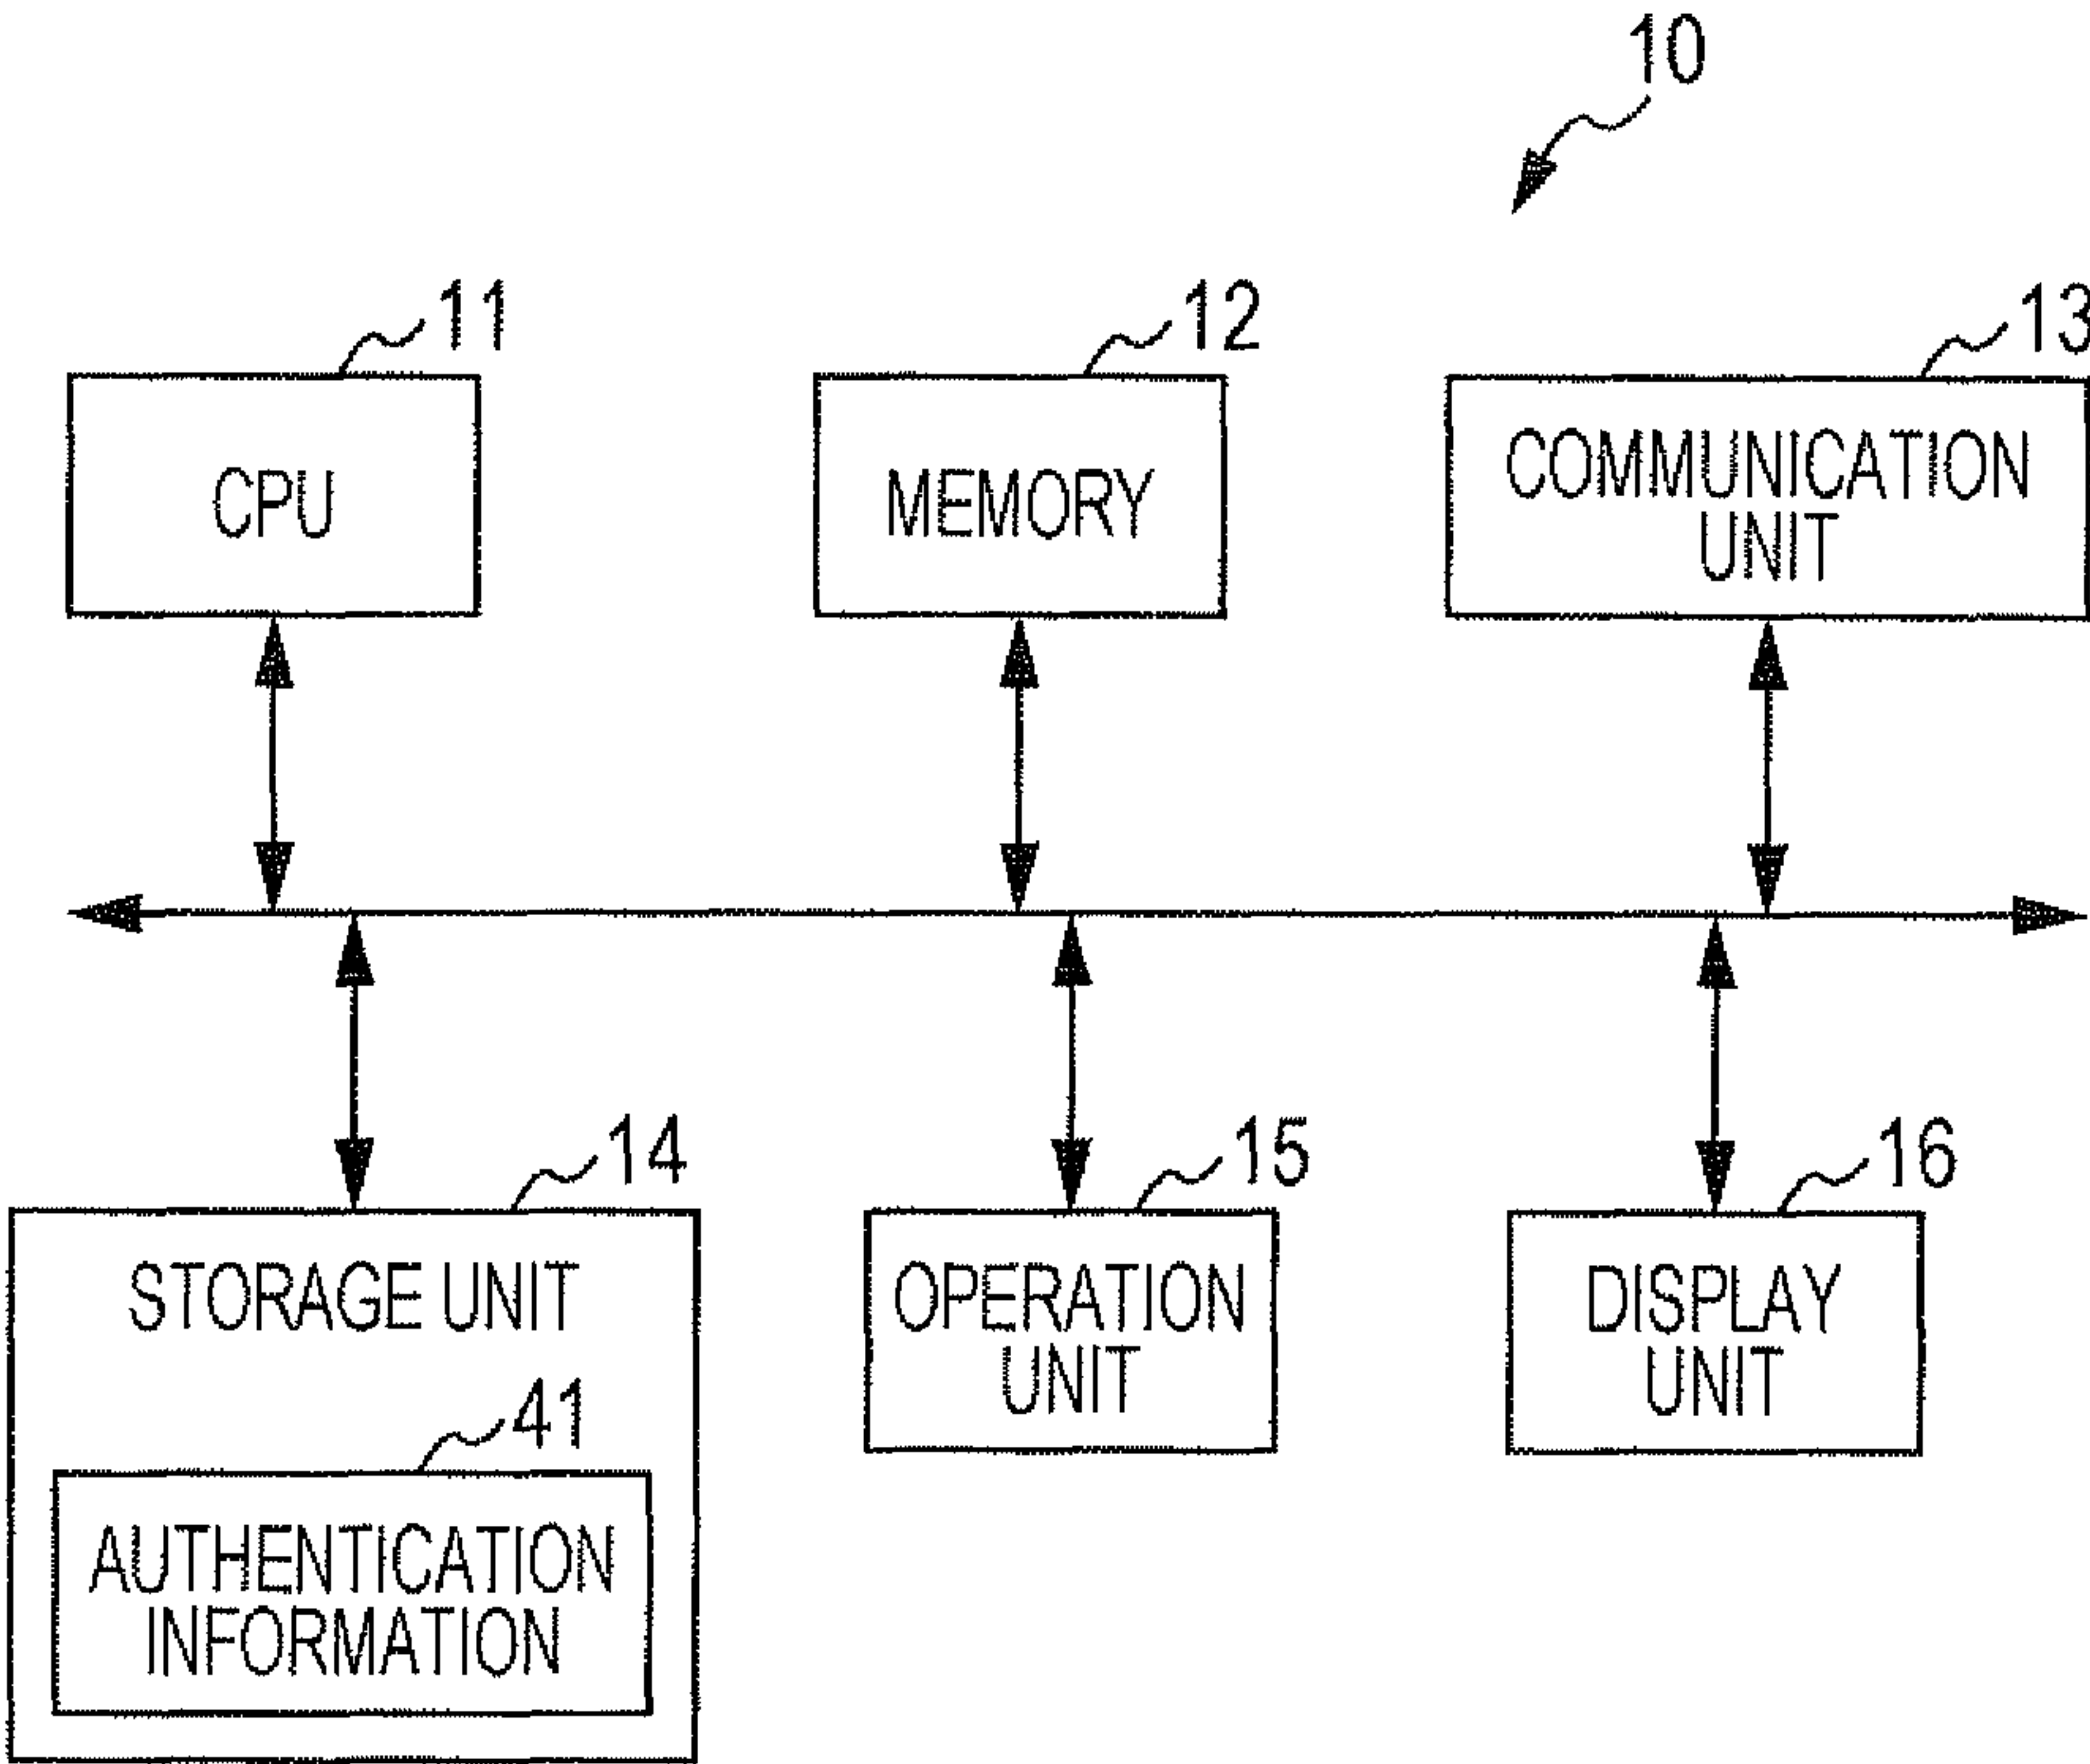 10
11
12
13
CPU
MEMORY
COMMUNICATION
UNIT
14
15
16
STORAGE UNIT
OPERATION
UNIT
DISPLAY
UNIT
41
AUTHENTICATION
INFORMATION